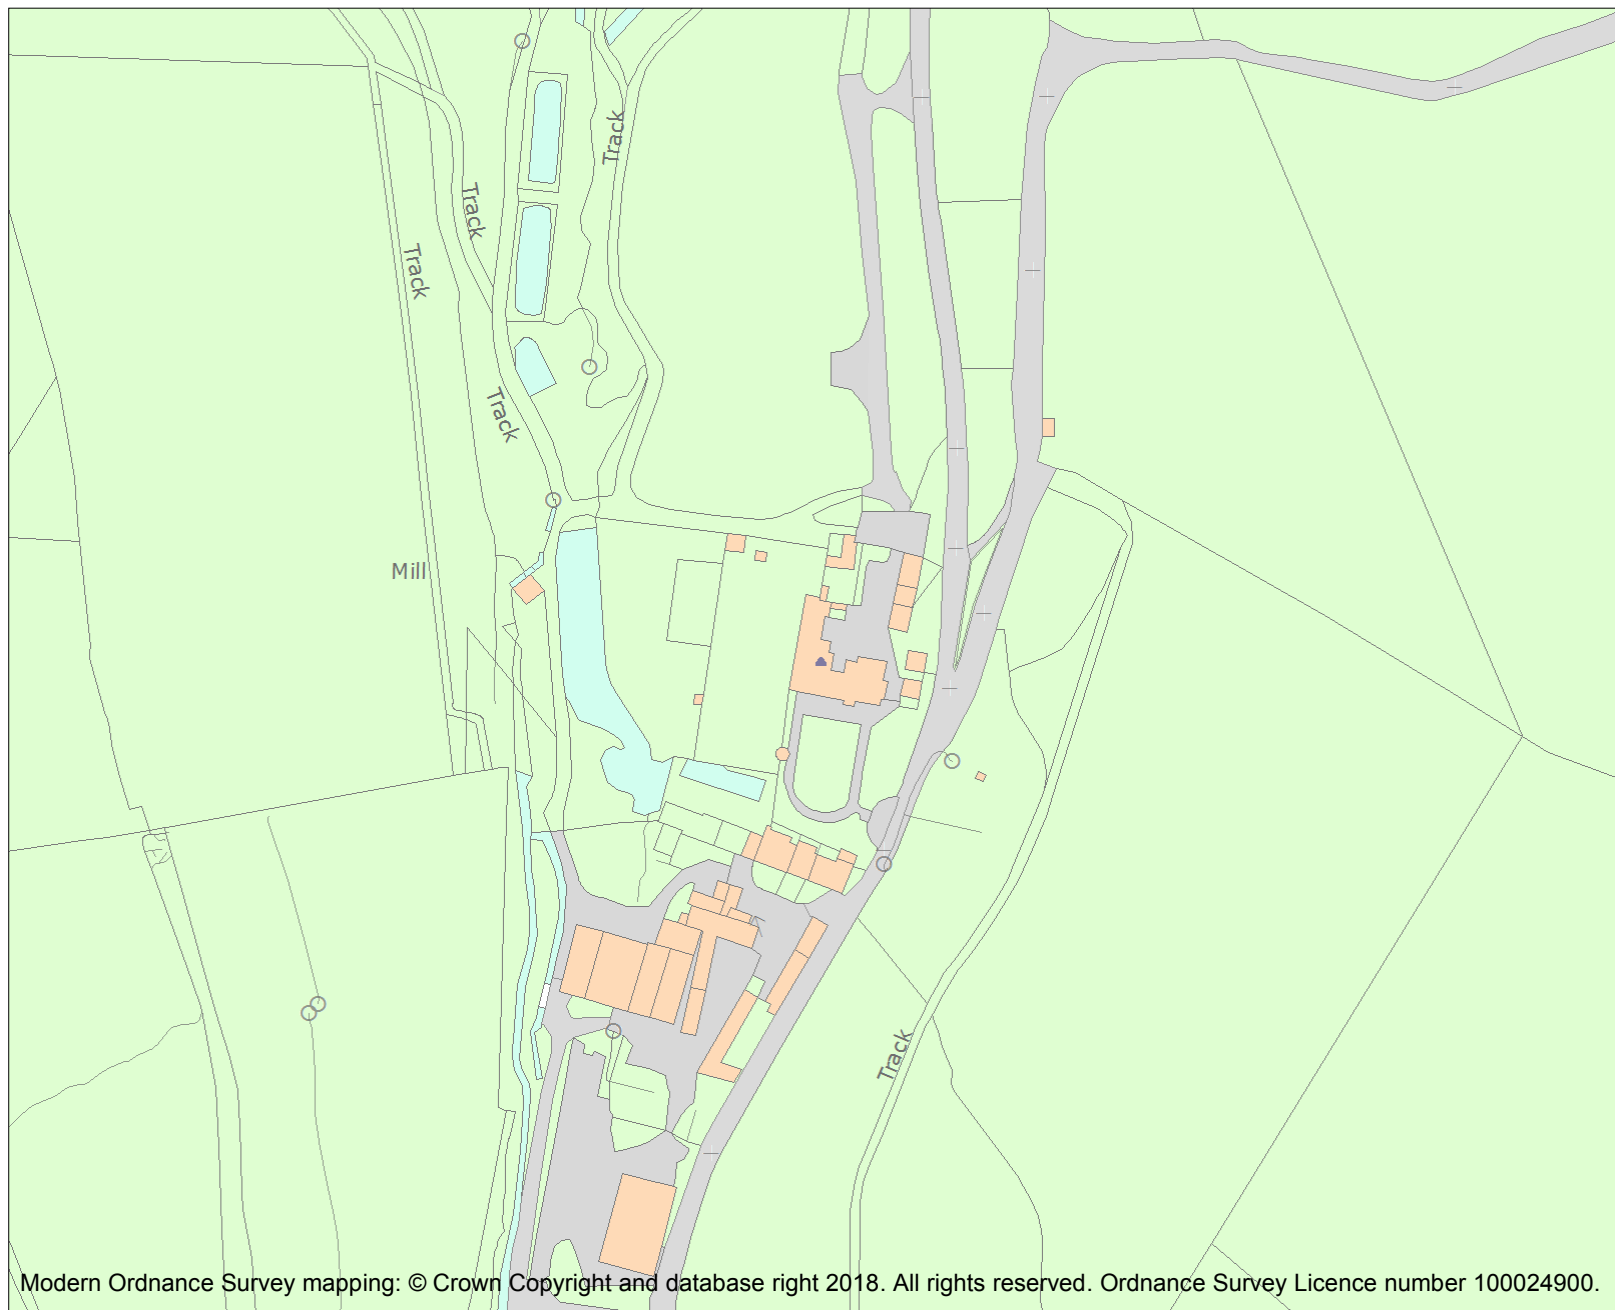 Track
Track
Track
Track
Mill
Track
Modern Ordnance Survey mapping: © Crown Copyright and database right 2018. All rights reserved. Ordnance Survey Licence number 100024900.